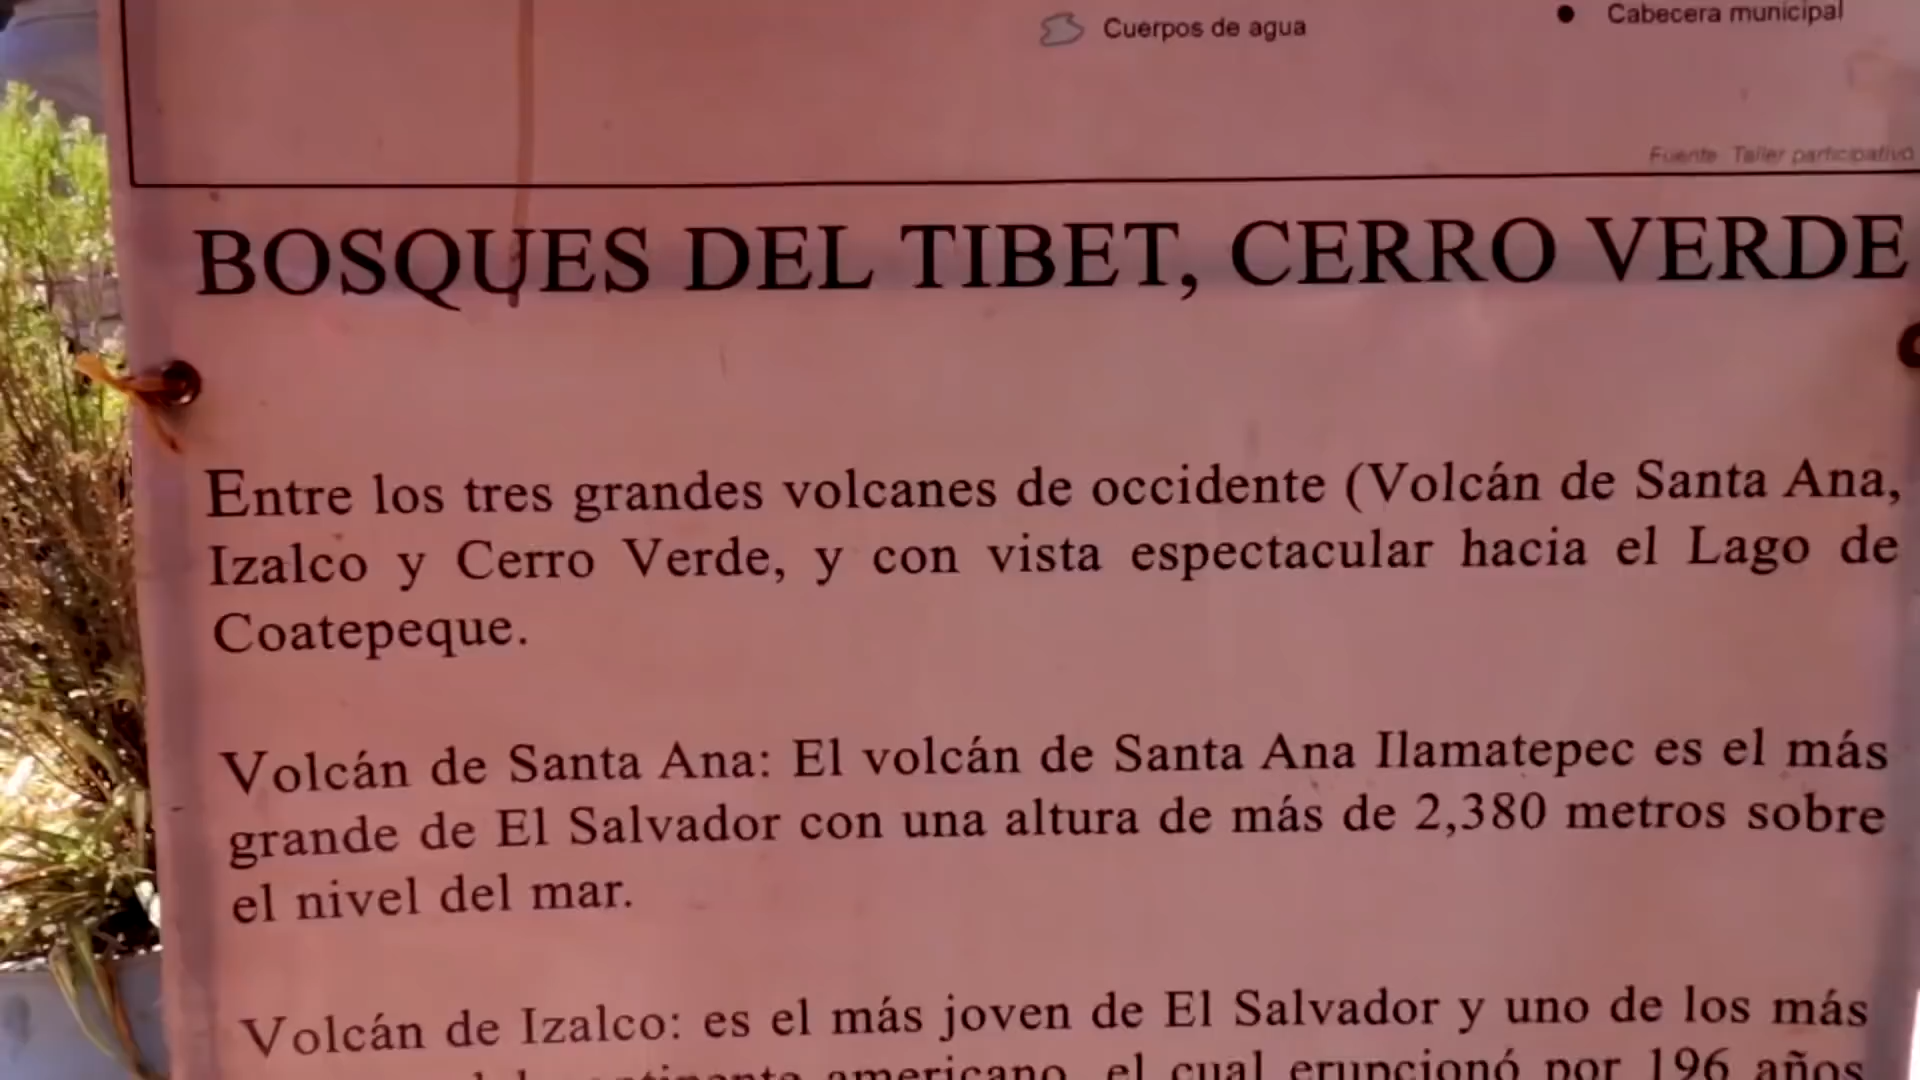 Cuerpos de agua
Cabecera municipal
Fuente: Taller participativo
BOSQUES DEL TIBET, CERRO VERDE
Entre los tres grandes volcanes de occidente (Volcán de Santa Ana,
Izalco y Cerro Verde, y con vista espectacular hacia el Lago de
Coatepeque.
Volcán de Santa Ana: El volcán de Santa Ana Ilamatepec es el más
grande de El Salvador con una altura de más de 2,380 metros sobre
el nivel del mar.
Volcán de Izalco: es el más joven de El Salvador y uno de los más
continente americano, el cual eruncionó por 196 años